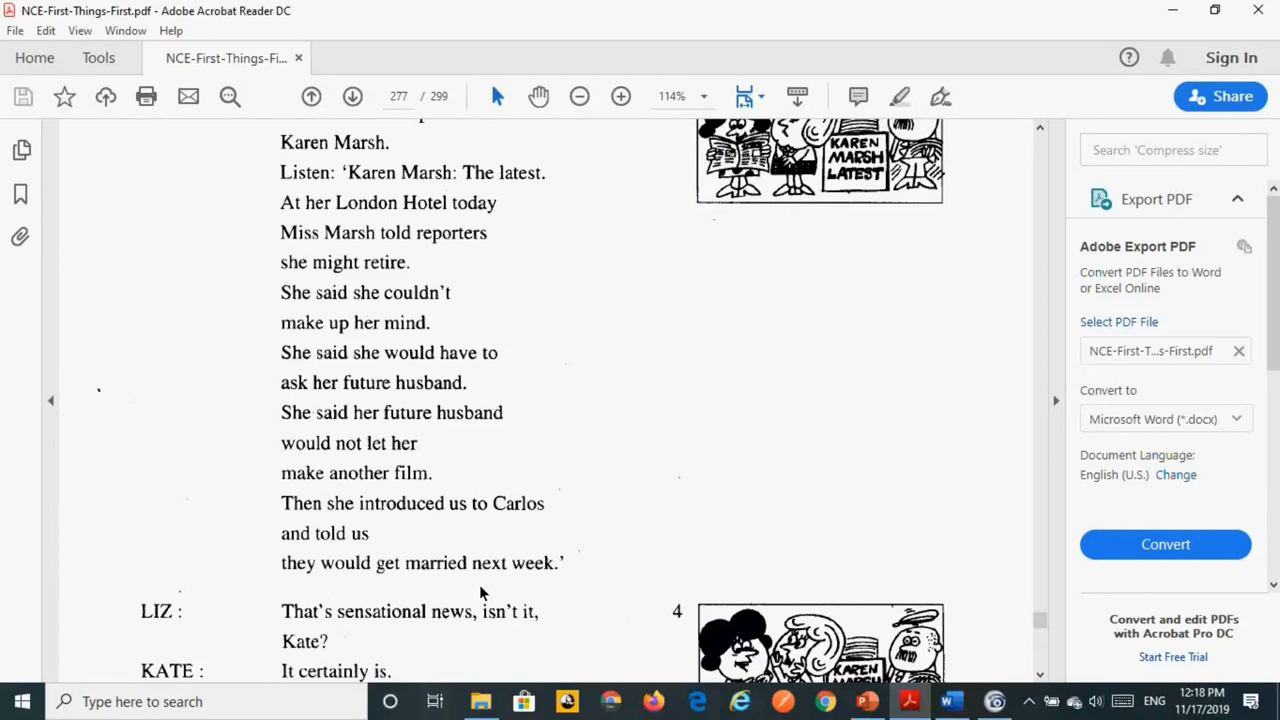 NCE-First-Things-First.pdf - Adobe Acrobat Reader DC
File Edit View Window Help
Home Tools NCE-First-Things-Fi... × Sign In
277 / 299 114% Share
Karen Marsh.
Listen: ‘Karen Marsh: The latest.
At her London Hotel today
Miss Marsh told reporters
she might retire.
She said she couldn’t
make up her mind.
She said she would have to
ask her future husband.
She said her future husband
would not let her
make another film.
Then she introduced us to Carlos
and told us
they would get married next week.’
LIZ : That’s sensational news, isn’t it,
Kate?
KATE : It certainly is.
KAREN
MARSH
LATEST
4
KAREN
Search 'Compress size'
Export PDF
Adobe Export PDF
Convert PDF Files to Word
or Excel Online
Select PDF File
NCE-First-T...s-First.pdf ×
Convert to
Microsoft Word (*.docx)
Document Language:
English (U.S.) Change
Convert
Convert and edit PDFs
with Acrobat Pro DC
Start Free Trial
Type here to search
ENG
12:18 PM
11/17/2019